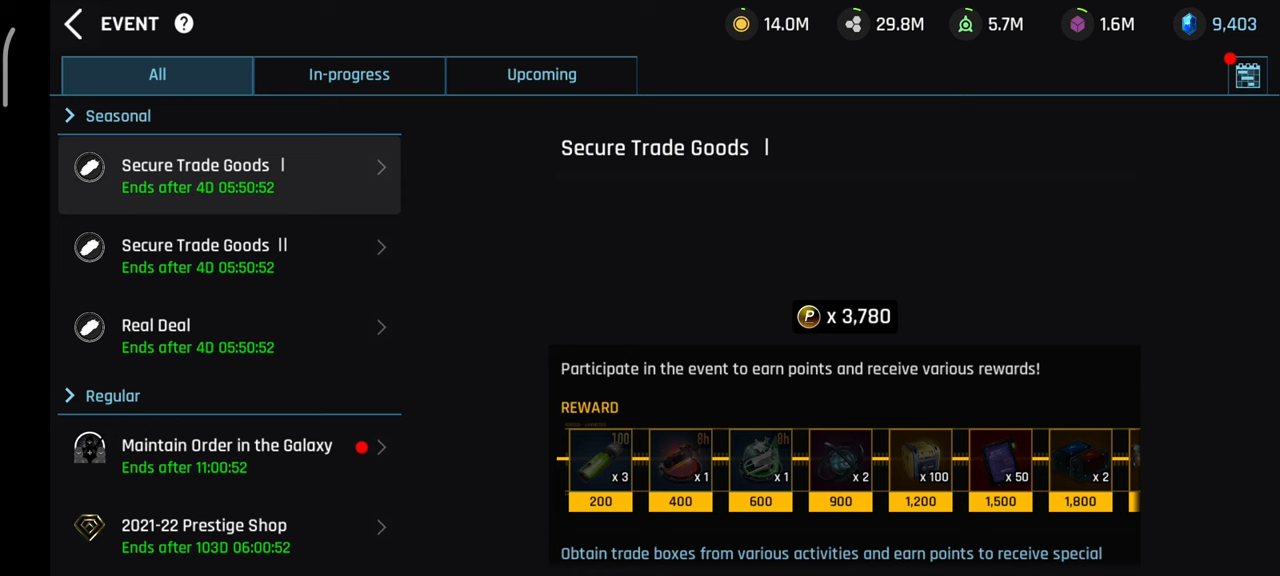 EVENT ?
14.0M
29.8M
5.7M
1.6M
9,403
All
In-progress
Upcoming
Seasonal
Secure Trade Goods Ⅰ
Ends after 4D 05:50:52
Secure Trade Goods Ⅱ
Ends after 4D 05:50:52
Real Deal
Ends after 4D 05:50:52
Regular
Maintain Order in the Galaxy
Ends after 11:00:52
2021-22 Prestige Shop
Ends after 103D 06:00:52
Secure Trade Goods Ⅰ
P x 3,780
Participate in the event to earn points and receive various rewards!
REWARD
100 8h 8h
x 3 x 1 x 1 x 2 x 100 x 50 x 2
200 400 600 900 1,200 1,500 1,800
Obtain trade boxes from various activities and earn points to receive special